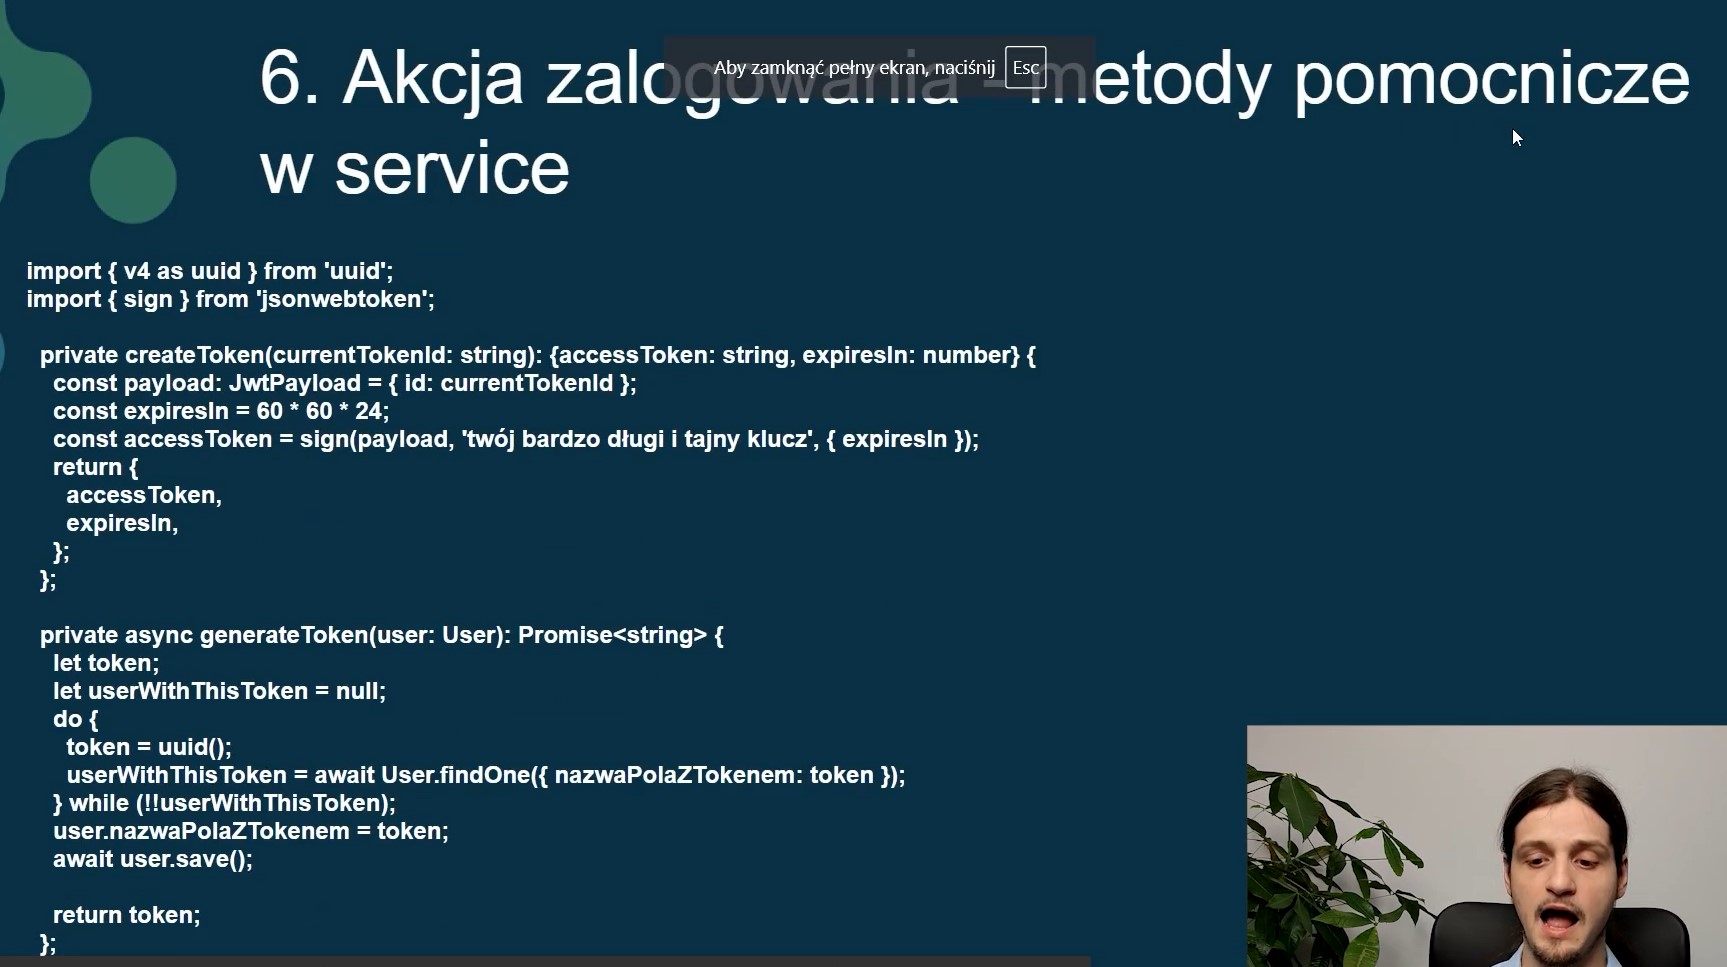 6. Akcja zalogowania - metody pomocnicze
w service
Aby zamknąć pełny ekran, naciśnij Esc
import { v4 as uuid } from 'uuid';
import { sign } from 'jsonwebtoken';
private createToken(currentTokenId: string): {accessToken: string, expiresIn: number} {
const payload: JwtPayload = { id: currentTokenId };
const expiresIn = 60 * 60 * 24;
const accessToken = sign(payload, 'twój bardzo długi i tajny klucz', { expiresIn });
return {
accessToken,
expiresIn,
};
};
private async generateToken(user: User): Promise<string> {
let token;
let userWithThisToken = null;
do {
token = uuid();
userWithThisToken = await User.findOne({ nazwaPolaZTokenem: token });
} while (!!userWithThisToken);
user.nazwaPolaZTokenem = token;
await user.save();
return token;
};